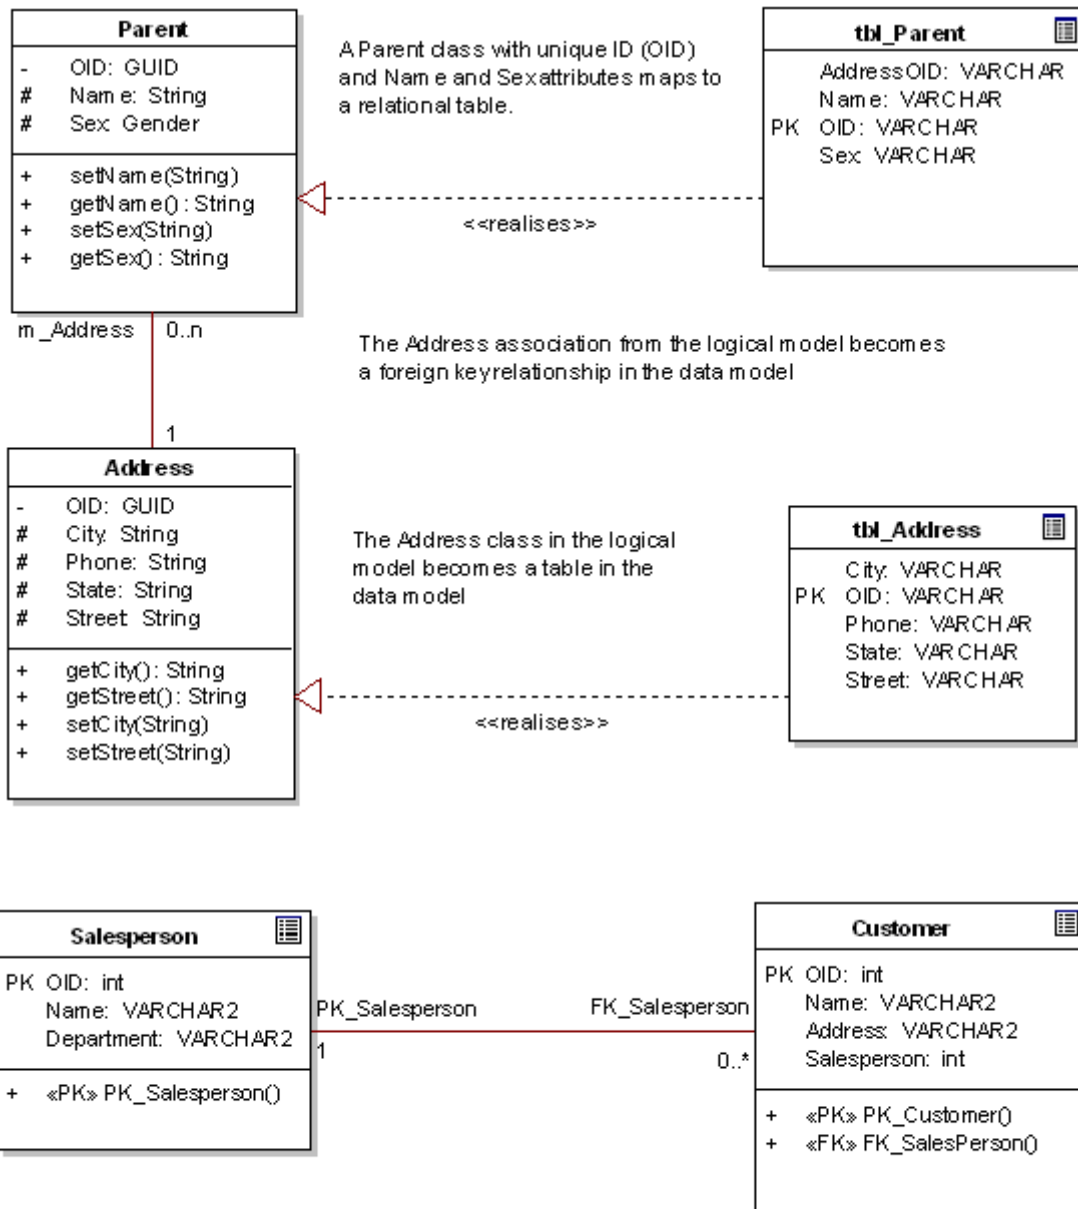 Parent
- OID: GUID
# Name: String
# Sex: Gender
+ setName(String)
+ getName() : String
+ setSex(String)
+ getSex() : String
A Parent class with unique ID (OID)
and Name and Sex attributes maps to
a relational table.
tbl_Parent
AddressOID: VARCHAR
Name: VARCHAR
PK OID: VARCHAR
Sex: VARCHAR
<<realises>>
m_Address 0..n
The Address association from the logical model becomes
a foreign key relationship in the data model
1
Address
- OID: GUID
# City: String
# Phone: String
# State: String
# Street: String
+ getCity() : String
+ getStreet() : String
+ setCity(String)
+ setStreet(String)
The Address class in the logical
model becomes a table in the
data model
tbl_Address
City: VARCHAR
PK OID: VARCHAR
Phone: VARCHAR
State: VARCHAR
Street: VARCHAR
<<realises>>
Salesperson
PK OID: int
Name: VARCHAR2
Department: VARCHAR2
+ «PK» PK_Salesperson()
PK_Salesperson
1
FK_Salesperson
0..*
Customer
PK OID: int
Name: VARCHAR2
Address: VARCHAR2
Salesperson: int
+ «PK» PK_Customer()
+ «FK» FK_SalesPerson()